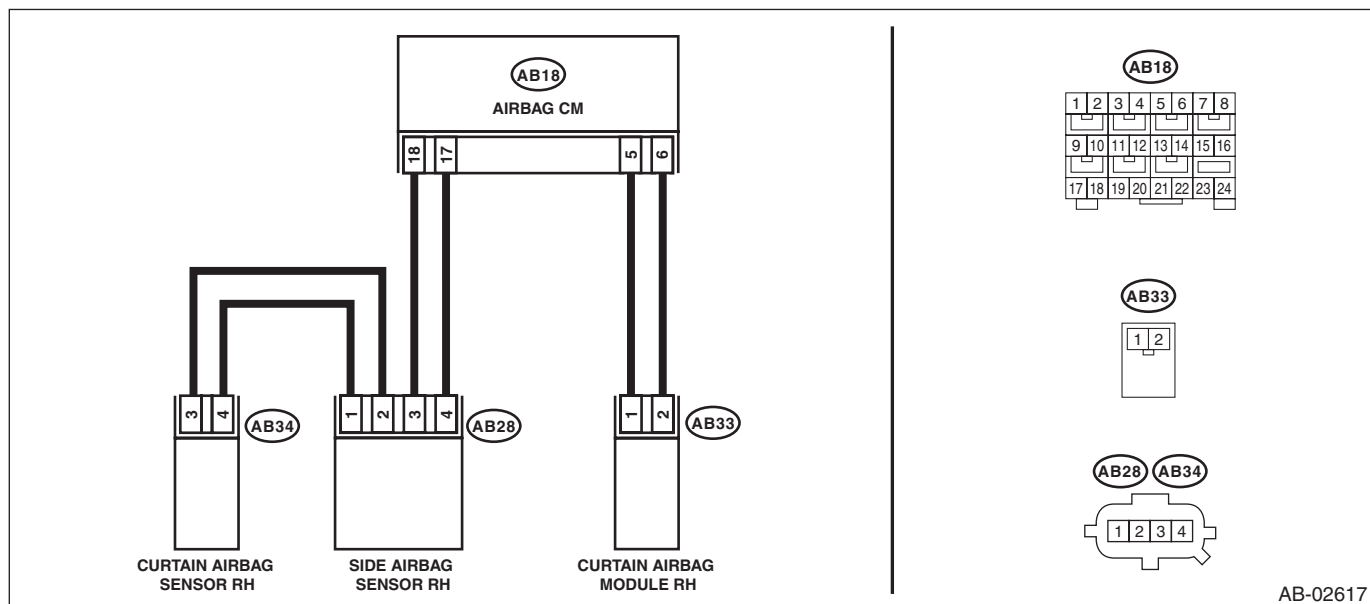 AB18
AIRBAG CM
18 17 5 6
3 4 AB34
1 2 3 4 AB28
1 2 AB33
CURTAIN AIRBAG
SENSOR RH
SIDE AIRBAG
SENSOR RH
CURTAIN AIRBAG
MODULE RH
AB18
1 2 3 4 5 6 7 8
9 10 11 12 13 14 15 16
17 18 19 20 21 22 23 24
AB33
1 2
AB28 AB34
1 2 3 4
AB-02617